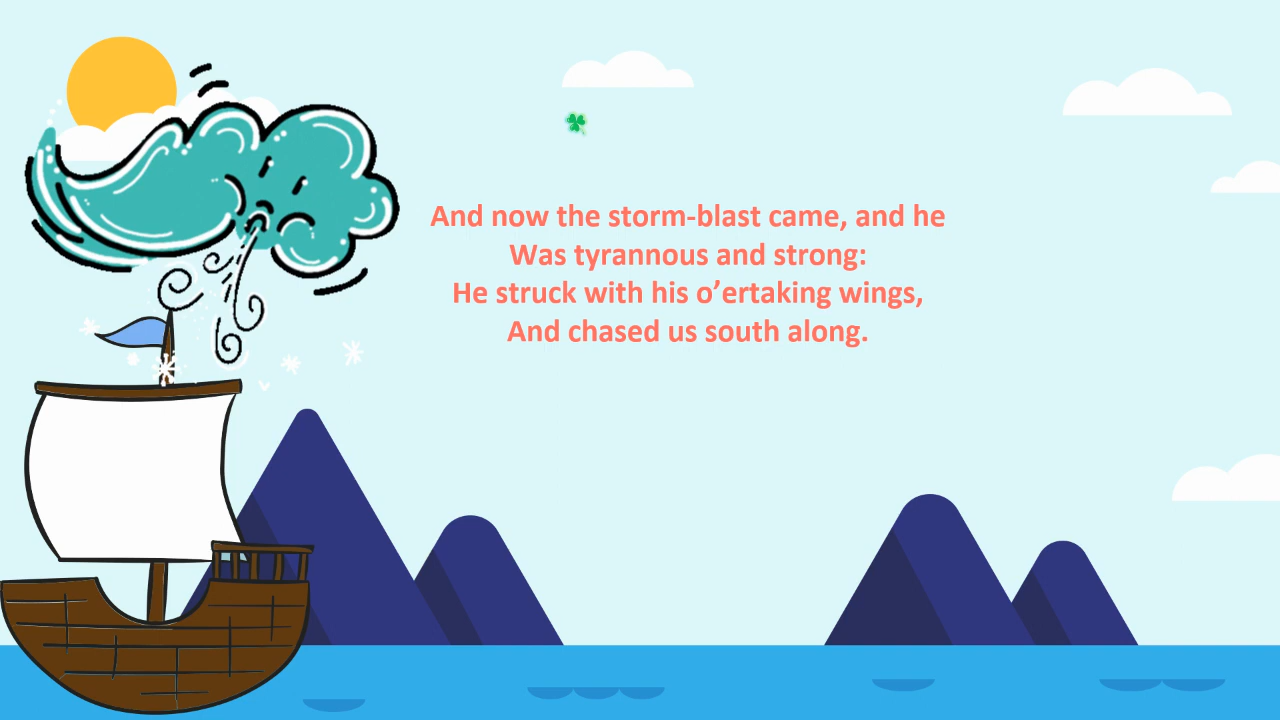 And now the storm-blast came, and he
Was tyrannous and strong:
He struck with his o’ertaking wings,
And chased us south along.